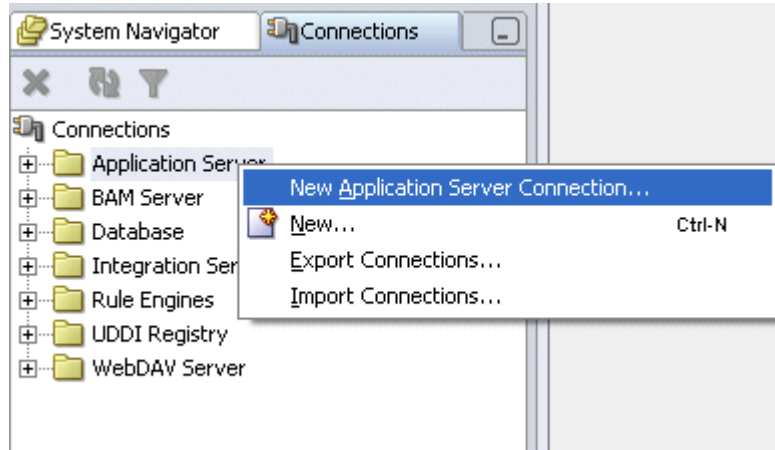 System Navigator
Connections
Connections
Application Server
New Application Server Connection...
BAM Server
New...
Ctrl-N
Database
Export Connections...
Integration Ser
Import Connections...
Rule Engines
UDDI Registry
WebDAV Server